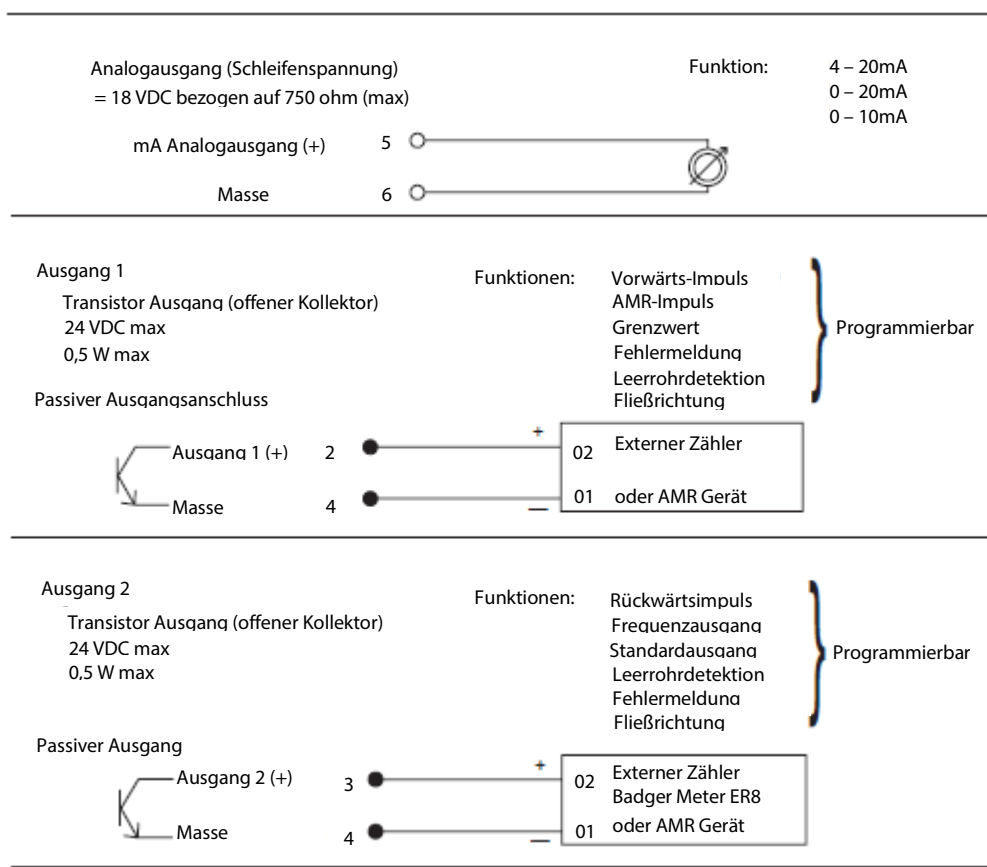 Analogausgang (Schleifenspannung)
= 18 VDC bezogen auf 750 ohm (max)
Funktion:
4 – 20mA
0 – 20mA
0 – 10mA
mA Analogausgang (+) 5
Masse 6
Ausgang 1
Transistor Ausgang (offener Kollektor)
24 VDC max
0,5 W max
Funktionen:
Vorwärts-Impuls
AMR-Impuls
Grenzwert
Fehlermeldung
Leerrohrdetektion
Fließrichtung
Programmierbar
Passiver Ausgangsanschluss
Ausgang 1 (+) 2 + 02 Externer Zähler
Masse 4 — 01 oder AMR Gerät
Ausgang 2
Transistor Ausgang (offener Kollektor)
24 VDC max
0,5 W max
Funktionen:
Rückwärtsimpuls
Frequenzausgang
Standardausgang
Leerrohrdetektion
Fehlermeldung
Fließrichtung
Programmierbar
Passiver Ausgang
Ausgang 2 (+) 3 + 02 Externer Zähler
Badger Meter ER8
Masse 4 — 01 oder AMR Gerät